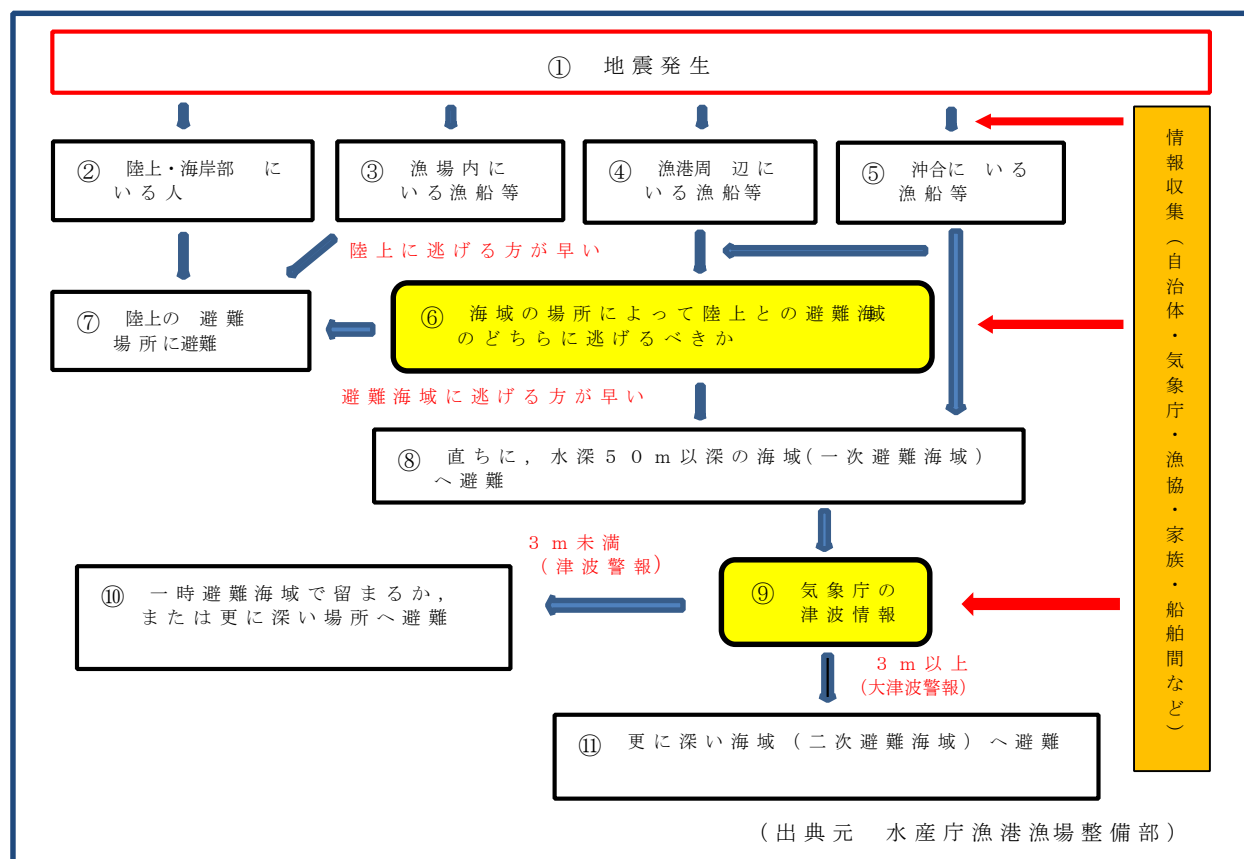 ① 地震発生
② 陸上・海岸部 に
いる人
③ 漁場内に
いる漁船等
④ 漁港周 辺に
いる漁船等
⑤ 沖合に いる
漁船等
陸上に逃げる方が早い
⑥ 海域の場所によって陸上との避難海域
のどちらに逃げるべきか
⑦ 陸上の 避難
場所に避難
避難海域に逃げる方が早い
⑧ 直ちに，水深50m以深の海域(一次避難海域)
へ避難
3m未満
(津波警報)
⑨ 気象庁の
津波情報
⑩ 一時避難海域で留まるか，
または更に深い場所へ避難
3m以上
(大津波警報)
⑪ 更に深い海域（二次避難海域）へ避難
情報収集（自治体・気象庁・漁協・家族・船舶間など）
（出典元 水産庁漁港漁場整備部）